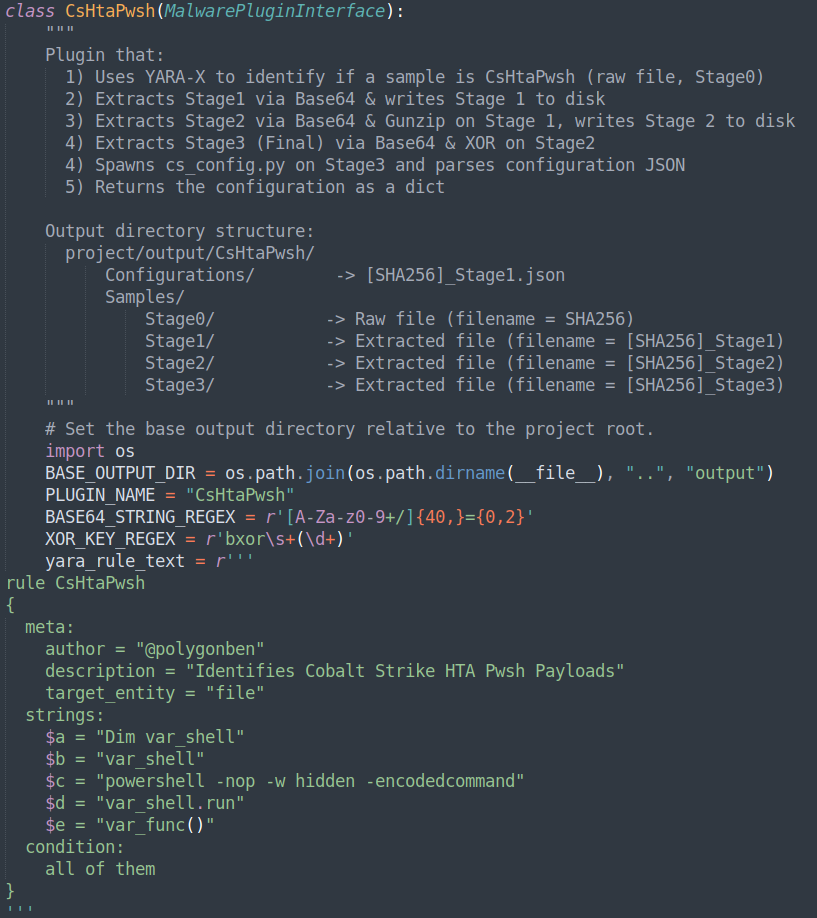 class CsHtaPwsh(MalwarePluginInterface):
    """
    Plugin that:
      1) Uses YARA-X to identify if a sample is CsHtaPwsh (raw file, Stage0)
      2) Extracts Stage1 via Base64 & writes Stage 1 to disk
      3) Extracts Stage2 via Base64 & Gunzip on Stage 1, writes Stage 2 to disk
      4) Extracts Stage3 (Final) via Base64 & XOR on Stage2
      4) Spawns cs_config.py on Stage3 and parses configuration JSON
      5) Returns the configuration as a dict

    Output directory structure:
      project/output/CsHtaPwsh/
          Configurations/        -> [SHA256]_Stage1.json
          Samples/
              Stage0/           -> Raw file (filename = SHA256)
              Stage1/           -> Extracted file (filename = [SHA256]_Stage1)
              Stage2/           -> Extracted file (filename = [SHA256]_Stage2)
              Stage3/           -> Extracted file (filename = [SHA256]_Stage3)
    """
    # Set the base output directory relative to the project root.
    import os
    BASE_OUTPUT_DIR = os.path.join(os.path.dirname(__file__), "..", "output")
    PLUGIN_NAME = "CsHtaPwsh"
    BASE64_STRING_REGEX = r'[A-Za-z0-9+/]{40,}={0,2}'
    XOR_KEY_REGEX = r'bxor\s+(\d+)'
    yara_rule_text = r'''
rule CsHtaPwsh
{
  meta:
    author = "@polygonben"
    description = "Identifies Cobalt Strike HTA Pwsh Payloads"
    target_entity = "file"
  strings:
    $a = "Dim var_shell"
    $b = "var_shell"
    $c = "powershell -nop -w hidden -encodedcommand"
    $d = "var_shell.run"
    $e = "var_func()"
  condition:
    all of them
}
'''